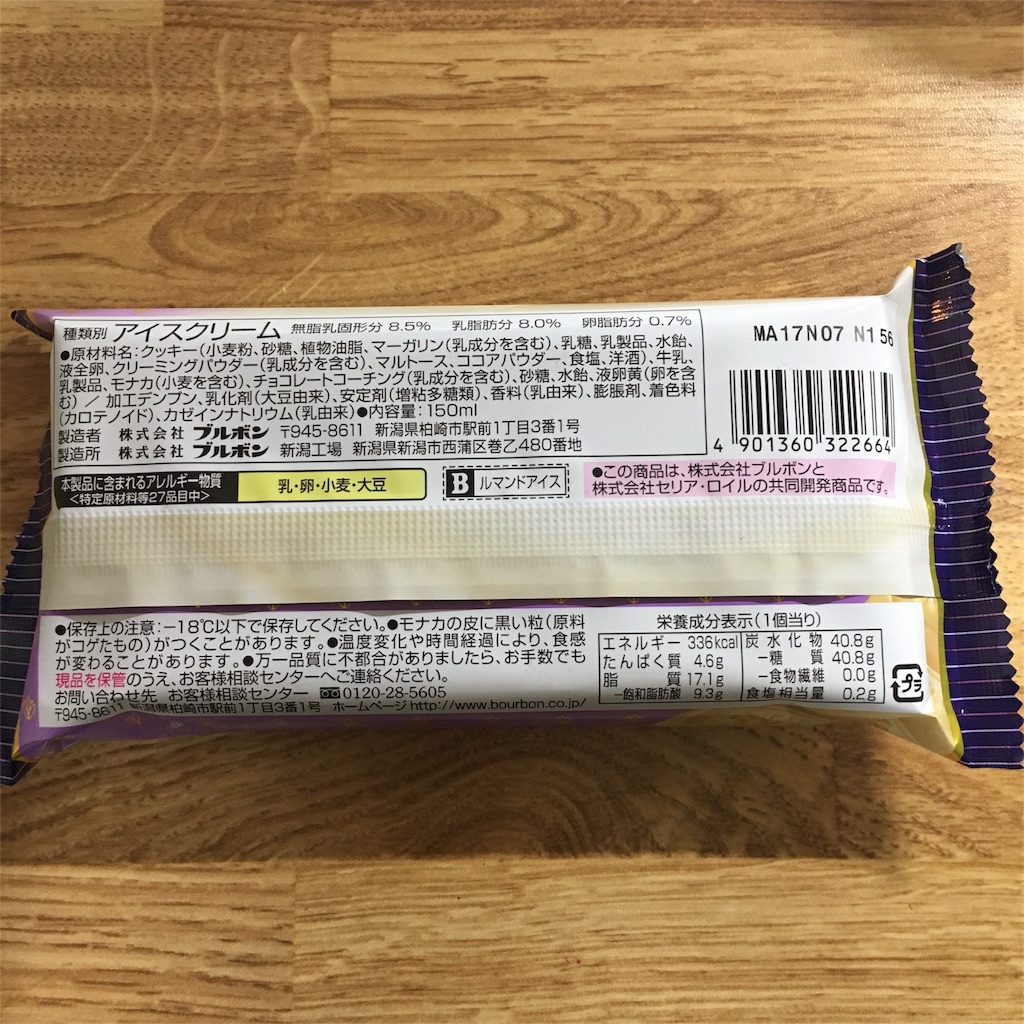 種類別 アイスクリーム 無脂乳固形分 8.5% 乳脂肪分 8.0% 卵脂肪分 0.7%
●原材料名:クッキー(小麦粉、砂糖、植物油脂、マーガリン(乳成分を含む)、乳糖、乳製品、水飴、
液全卵、クリーミングパウダー(乳成分を含む)、マルトース、ココアパウダー、食塩、洋酒)、牛乳、
乳製品、モナカ(小麦を含む)、チョコレートコーチング(乳成分を含む)、砂糖、水飴、液卵黄(卵を含
む) / 加工デンプン、乳化剤(大豆由来)、安定剤(増粘多糖類)、香料(乳由来)、膨脹剤、着色料
(カロテノイド)、カゼインナトリウム(乳由来)●内容量:150ml
製造者 株式会社 ブルボン 〒945-8611 新潟県柏崎市駅前1丁目3番1号
製造所 株式会社 ブルボン 新潟工場 新潟県新潟市西蒲区巻乙480番地
MA17N07 N156
4 901360 322664
本製品に含まれるアレルギー物質
<特定原材料等27品目中>
乳・卵・小麦・大豆
B ルマンドアイス
●この商品は、株式会社ブルボンと
株式会社セリア・ロイルの共同開発商品です。
●保存上の注意:−18℃以下で保存してください。●モナカの皮に黒い粒(原料
がコゲたもの)がつくことがあります。●温度変化や時間経過により、食感
が変わることがあります。●万一品質に不都合がありましたら、お手数でも
現品を保管のうえ、お客様相談センターへご連絡ください。
お問い合わせ先 お客様相談センター 0120-28-5605
〒945-8611 新潟県柏崎市駅前1丁目3番1号 ホームページ http://www.bourbon.co.jp/
栄養成分表示(1個当り)
エネルギー 336kcal 炭水化物 40.8g
たんぱく質 4.6g −糖質 40.8g
脂質 17.1g −食物繊維 0.0g
−飽和脂肪酸 9.3g 食塩相当量 0.2g
プラ